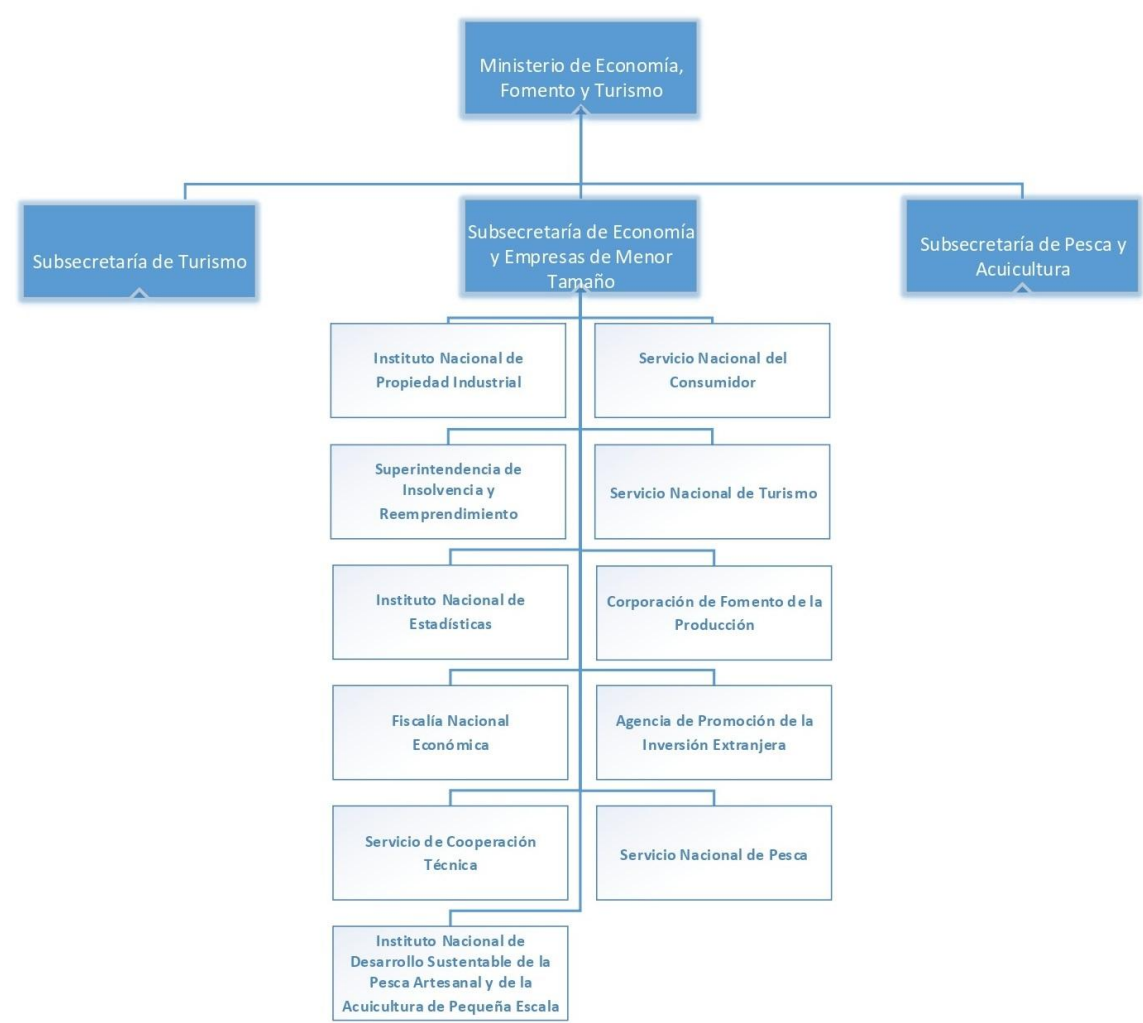 Ministerio de Economía,
Fomento y Turismo
Subsecretaría de Turismo
Subsecretaría de Economía
y Empresas de Menor
Tamaño
Subsecretaría de Pesca y
Acuicultura
Instituto Nacional de
Propiedad Industrial
Servicio Nacional del
Consumidor
Superintendencia de
Insolvencia y
Reemprendimiento
Servicio Nacional de Turismo
Instituto Nacional de
Estadísticas
Corporación de Fomento de la
Producción
Fiscalía Nacional
Económica
Agencia de Promoción de la
Inversión Extranjera
Servicio de Cooperación
Técnica
Servicio Nacional de Pesca
Instituto Nacional de
Desarrollo Sustentable de la
Pesca Artesanal y de la
Acuicultura de Pequeña Escala